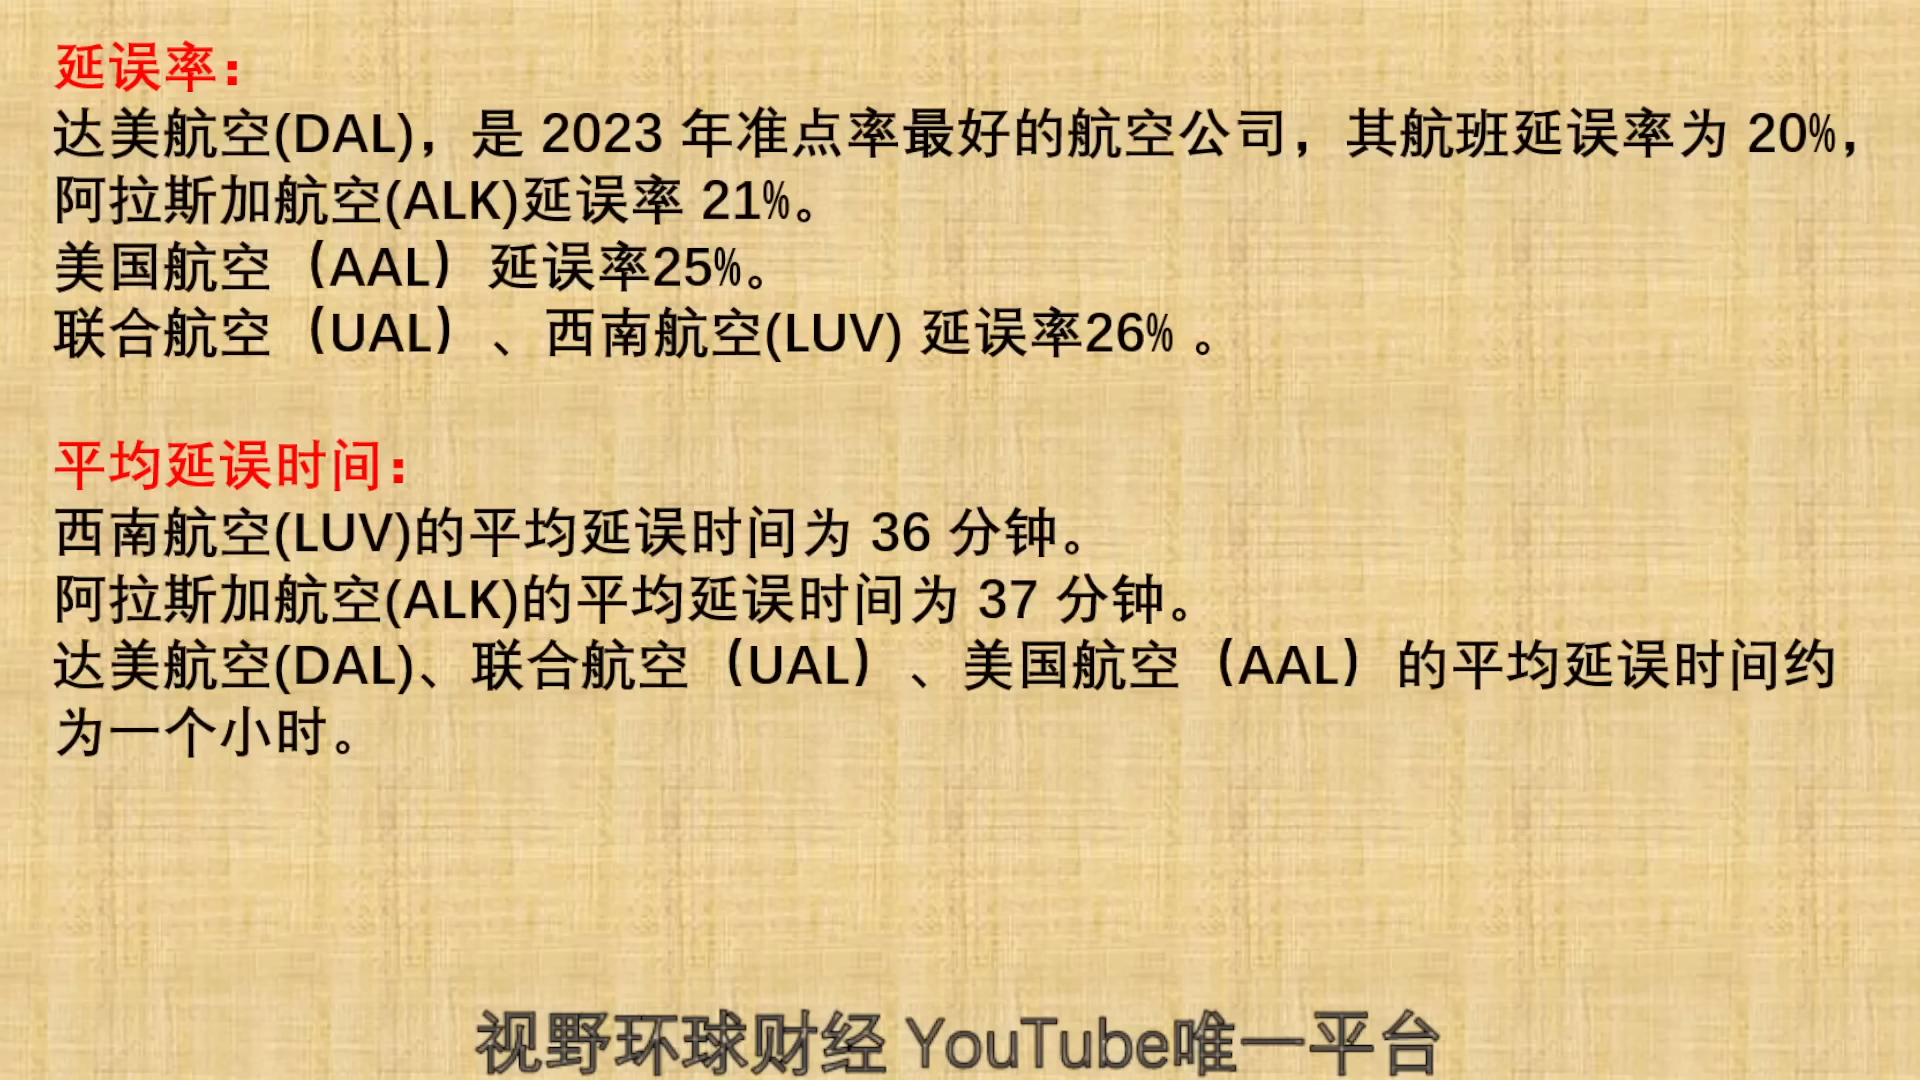 延误率:
达美航空(DAL)，是 2023 年准点率最好的航空公司，其航班延误率为 20%，
阿拉斯加航空(ALK)延误率 21%。
美国航空（AAL）延误率25%。
联合航空（UAL）、西南航空(LUV) 延误率26% 。
平均延误时间:
西南航空(LUV)的平均延误时间为 36 分钟。
阿拉斯加航空(ALK)的平均延误时间为 37 分钟。
达美航空(DAL)、联合航空（UAL）、美国航空（AAL）的平均延误时间约
为一个小时。
视野环球财经 YouTube唯一平台